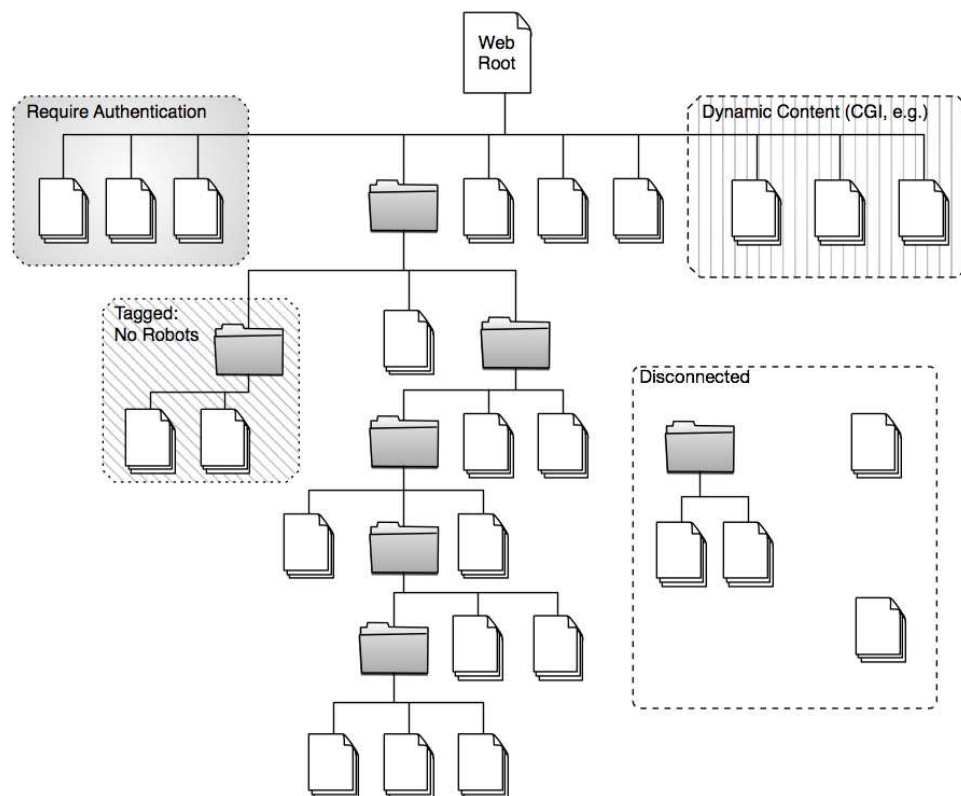 Web
Root
Require Authentication
Dynamic Content (CGI, e.g.)
Tagged:
No Robots
Disconnected